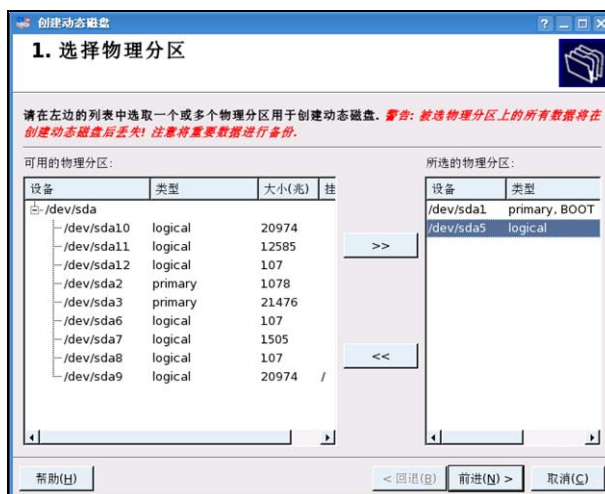 创建动态磁盘
1. 选择物理分区
请在左边的列表中选取一个或多个物理分区用于创建动态磁盘. 警告: 被选物理分区上的所有数据将在
创建动态磁盘后丢失! 注意将重要数据进行备份.
可用的物理分区:
设备 类型 大小(兆) 挂
/dev/sda
/dev/sda10 logical 20974
/dev/sda11 logical 12585
/dev/sda12 logical 107
/dev/sda2 primary 1078
/dev/sda3 primary 21476
/dev/sda6 logical 107
/dev/sda7 logical 1505
/dev/sda8 logical 107
/dev/sda9 logical 20974 /
>>
<<
所选的物理分区:
设备 类型
/dev/sda1 primary, BOOT
/dev/sda5 logical
帮助(H)
< 回退(B)
前进(N) >
取消(C)